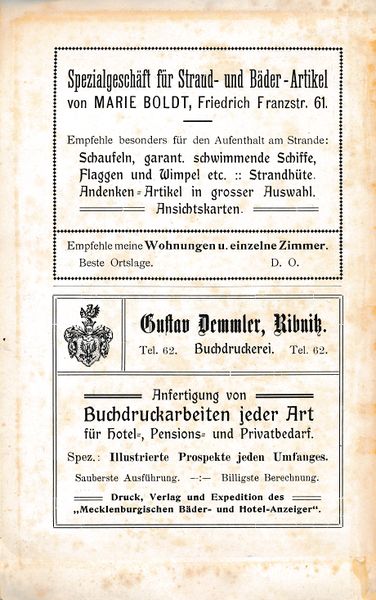 Spezialgeschäft für Strand- und Bäder-Artikel
von MARIE BOLDT, Friedrich Franzstr. 61.
Empfehle besonders für den Aufenthalt am Strande:
Schaufeln, garant. schwimmende Schiffe,
Flaggen und Wimpel etc. :: Strandhüte.
Andenken-Artikel in grosser Auswahl.
Ansichtskarten.
Empfehle meine Wohnungen u. einzelne Zimmer.
Beste Ortslage. D. O.
Gustav Demmler, Ribnitz.
Tel. 62. Buchdruckerei. Tel. 62.
Anfertigung von
Buchdruckarbeiten jeder Art
für Hotel-, Pensions- und Privatbedarf.
Spez.: Illustrierte Prospekte jeden Umfanges.
Sauberste Ausführung. —:— Billigste Berechnung.
Druck, Verlag und Expedition des
„Mecklenburgischen Bäder- und Hotel-Anzeiger".